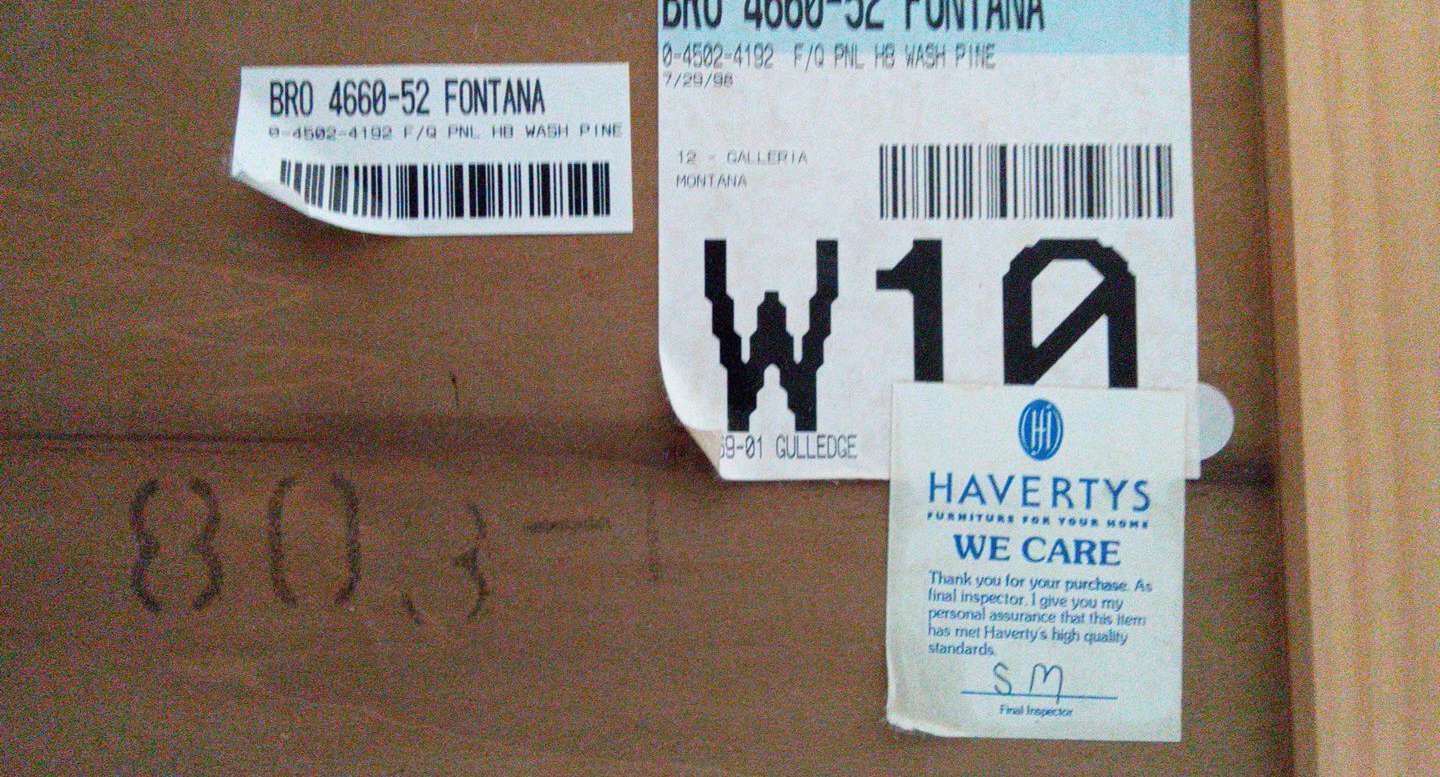 BRO 4660-52 FONTANA
0-4502-4192 F/Q PNL HB WASH PINE
BRO 4660-52 FONTANA
0-4502-4192 F/Q PNL HB WASH PINE
7/29/98
12 - GALLERIA
MONTANA
W10
69-01 GULLEDGE
803-1
HAVERTYS
FURNITURE FOR YOUR HOME
WE CARE
Thank you for your purchase. As
final inspector, I give you my
personal assurance that this item
has met Haverty's high quality
standards.
SM
Final Inspector